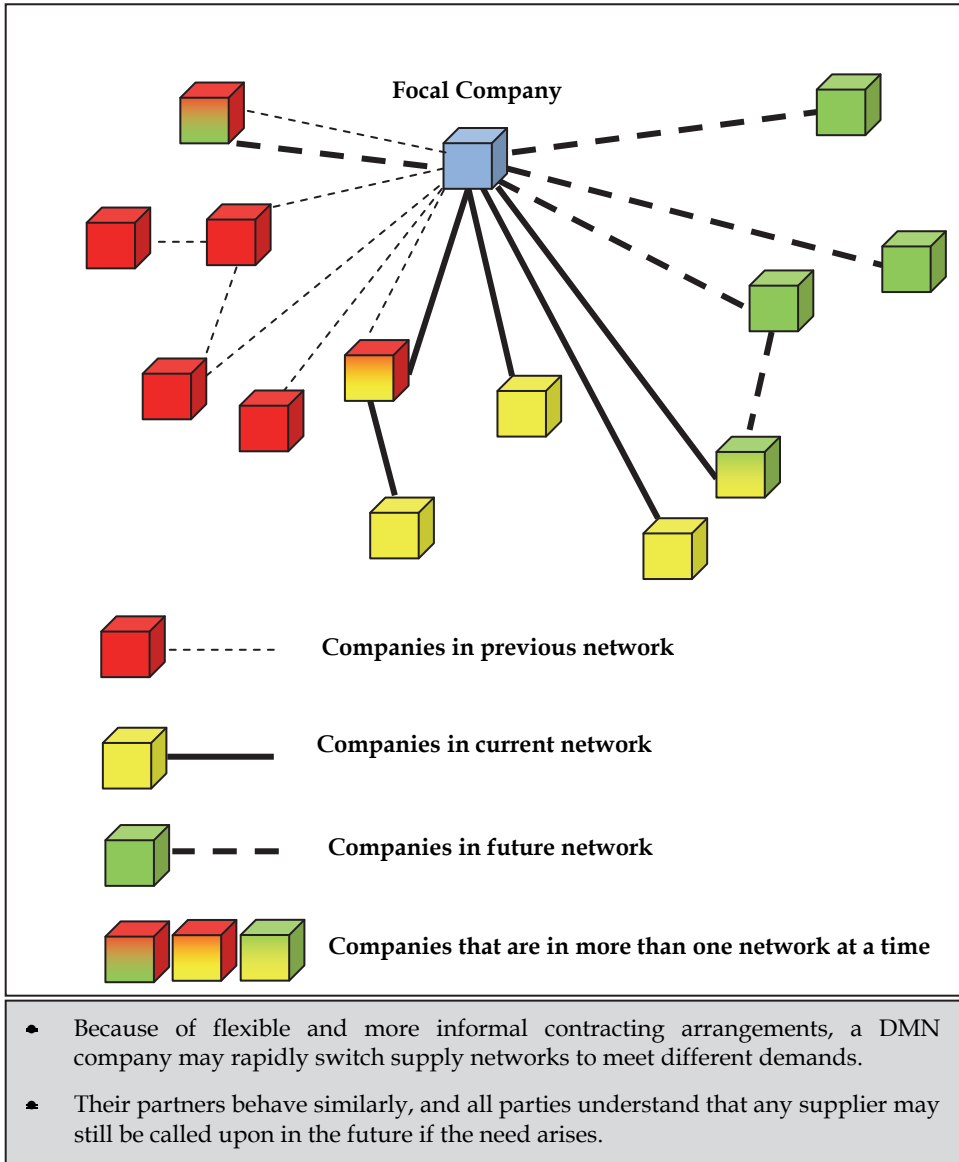 Focal Company
Companies in previous network
Companies in current network
Companies in future network
Companies that are in more than one network at a time
• Because of flexible and more informal contracting arrangements, a DMN
company may rapidly switch supply networks to meet different demands.
• Their partners behave similarly, and all parties understand that any supplier may
still be called upon in the future if the need arises.